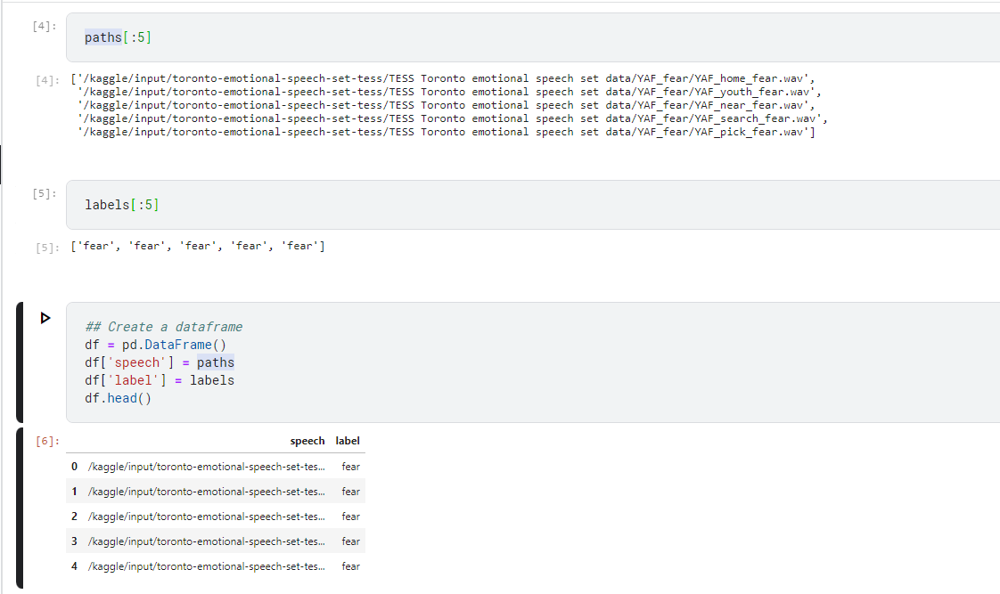 [4]:
paths[:5]
[4]: ['/kaggle/input/toronto-emotional-speech-set-tess/TESS Toronto emotional speech set data/YAF_fear/YAF_home_fear.wav',
'/kaggle/input/toronto-emotional-speech-set-tess/TESS Toronto emotional speech set data/YAF_fear/YAF_youth_fear.wav',
'/kaggle/input/toronto-emotional-speech-set-tess/TESS Toronto emotional speech set data/YAF_fear/YAF_near_fear.wav',
'/kaggle/input/toronto-emotional-speech-set-tess/TESS Toronto emotional speech set data/YAF_fear/YAF_search_fear.wav',
'/kaggle/input/toronto-emotional-speech-set-tess/TESS Toronto emotional speech set data/YAF_fear/YAF_pick_fear.wav']
[5]:
labels[:5]
[5]: ['fear', 'fear', 'fear', 'fear', 'fear']
## Create a dataframe
df = pd.DataFrame()
df['speech'] = paths
df['label'] = labels
df.head()
[6]: speech label
0 /kaggle/input/toronto-emotional-speech-set-tes... fear
1 /kaggle/input/toronto-emotional-speech-set-tes... fear
2 /kaggle/input/toronto-emotional-speech-set-tes... fear
3 /kaggle/input/toronto-emotional-speech-set-tes... fear
4 /kaggle/input/toronto-emotional-speech-set-tes... fear